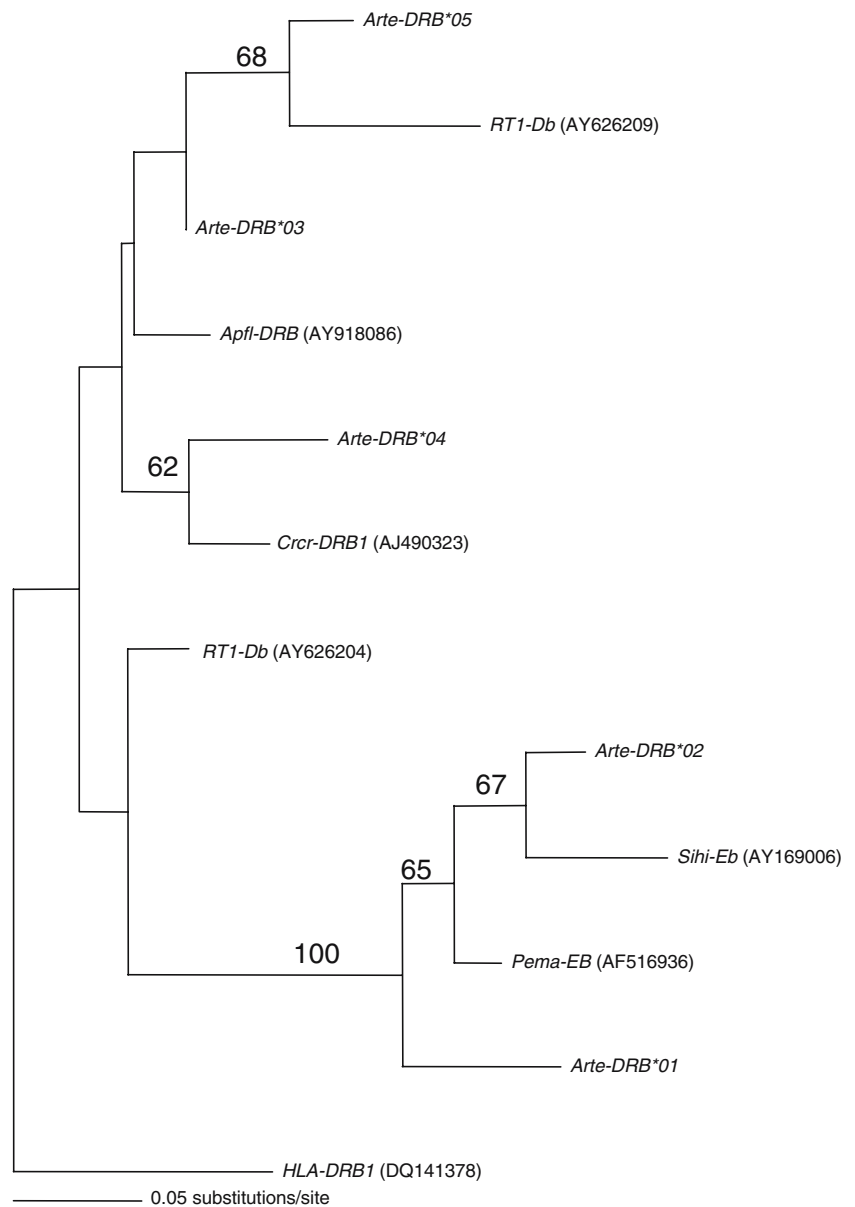 Arte-DRB*05
68
RT1-Db (AY626209)
Arte-DRB*03
Apfl-DRB (AY918086)
Arte-DRB*04
62
Crcr-DRB1 (AJ490323)
RT1-Db (AY626204)
Arte-DRB*02
67
Sihi-Eb (AY169006)
65
100
Pema-EB (AF516936)
Arte-DRB*01
HLA-DRB1 (DQ141378)
0.05 substitutions/site